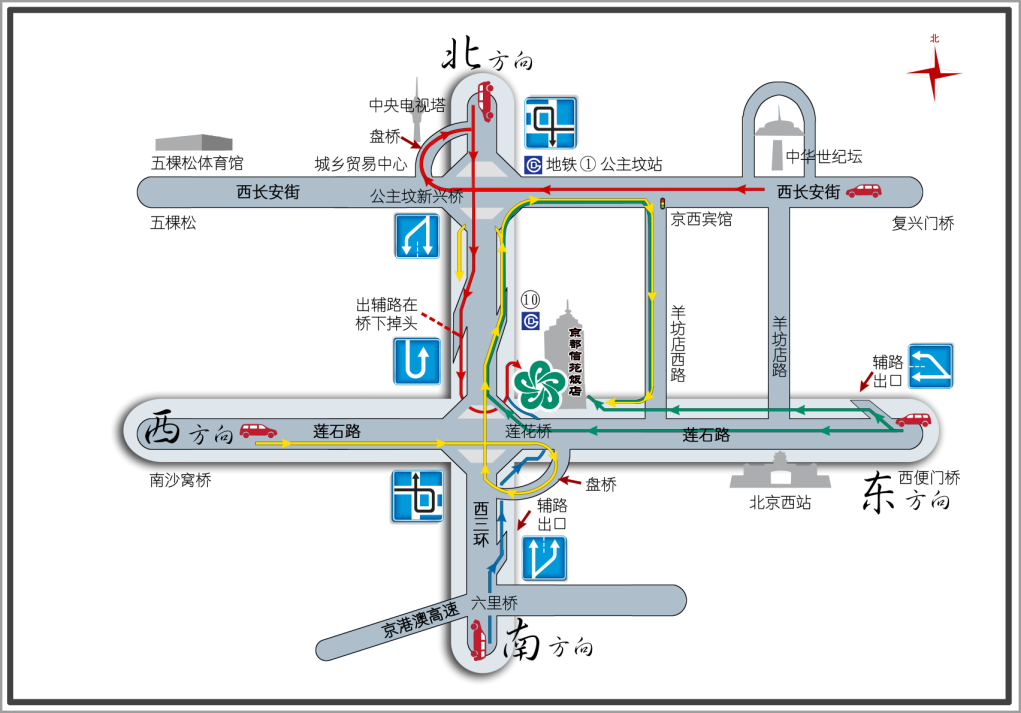 北方向
北
中央电视塔
盘桥
城乡贸易中心
地铁①公主坟站
中华世纪坛
五棵松体育馆
西长安街
公主坟新兴桥
西长安街
五棵松
京西宾馆
复兴门桥
出辅路在
桥下掉头
⑩
京都信苑饭店
羊坊店西路
羊坊店路
辅路
出口
西方向
莲石路
莲花桥
莲石路
南沙窝桥
盘桥
北京西站
西便门桥
东方向
西三环
辅路
出口
京港澳高速
六里桥
南方向